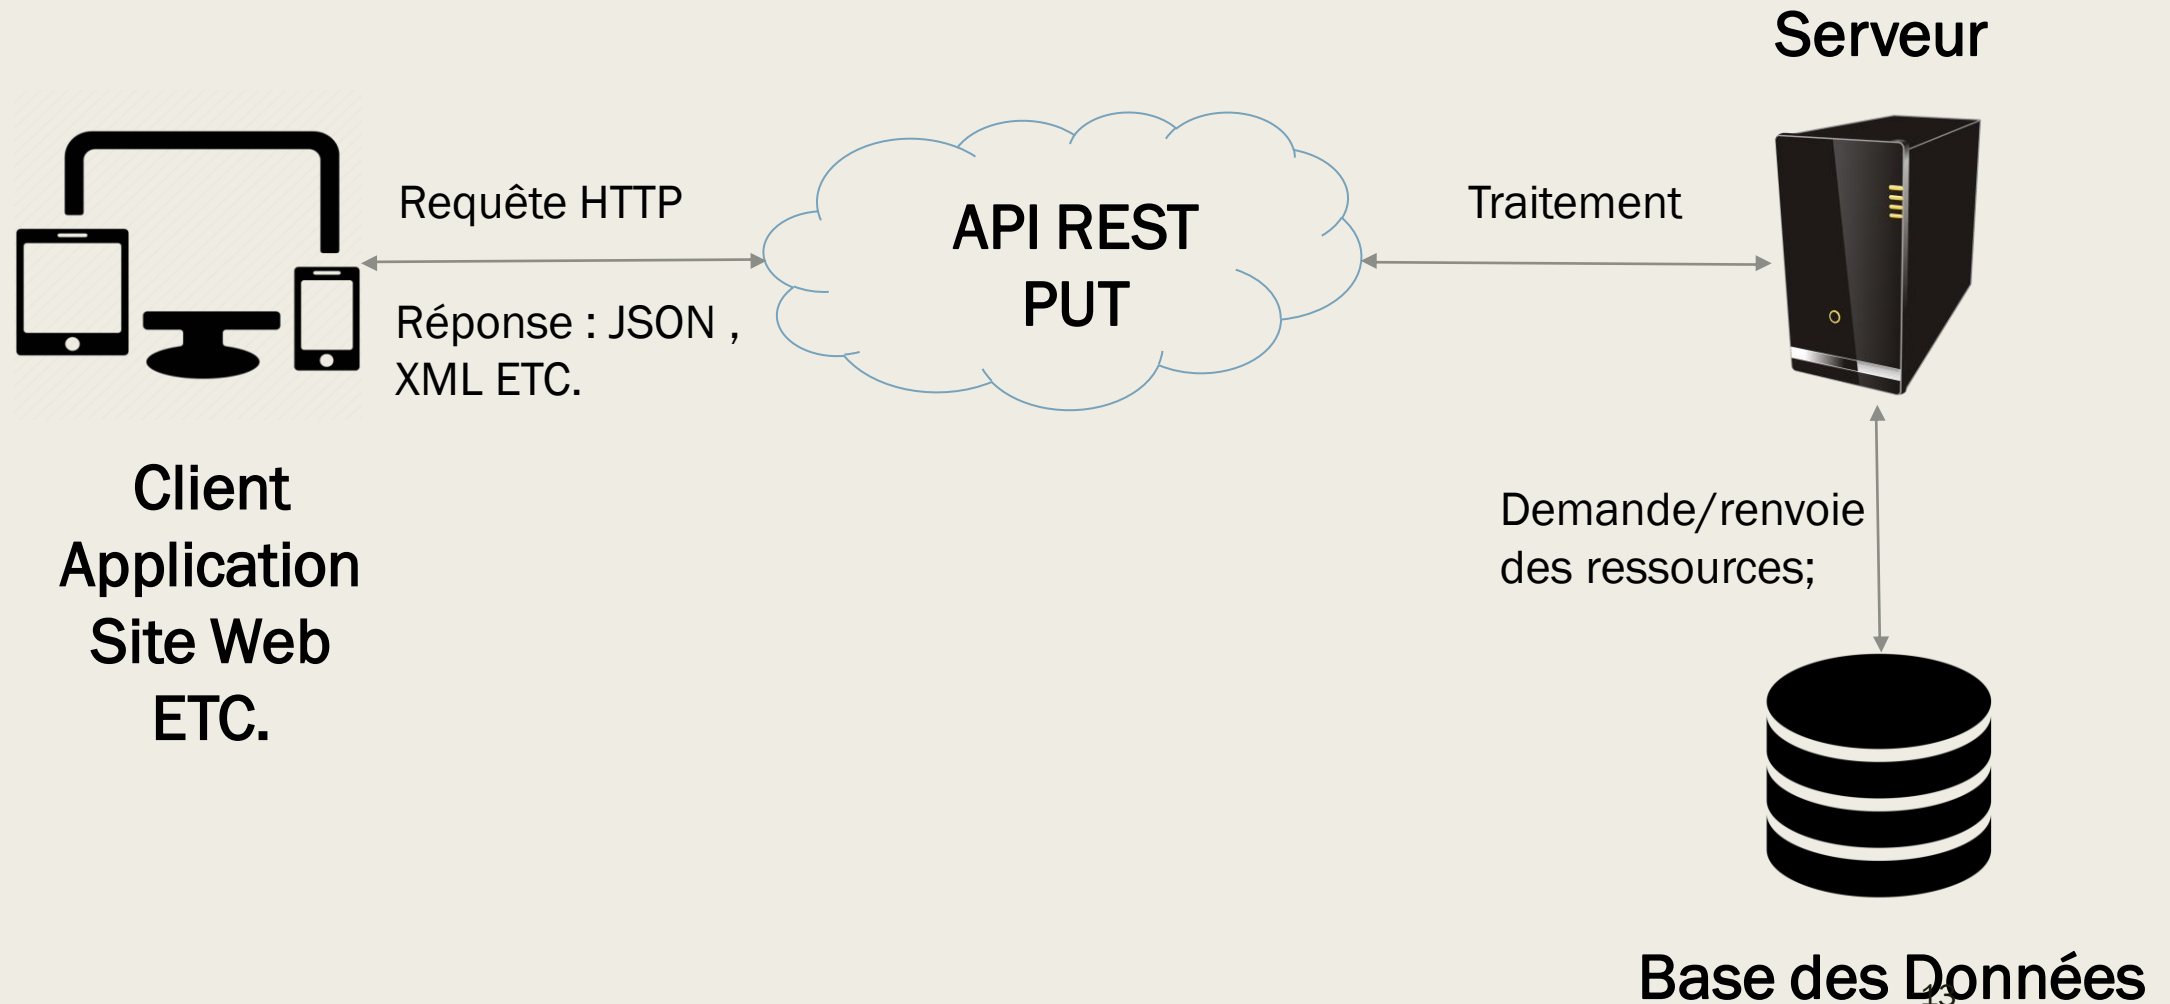 Serveur
Requête HTTP
API REST
PUT
Traitement
Réponse : JSON ,
XML ETC.
Client
Application
Site Web
ETC.
Demande/renvoie
des ressources;
Base des Données
13